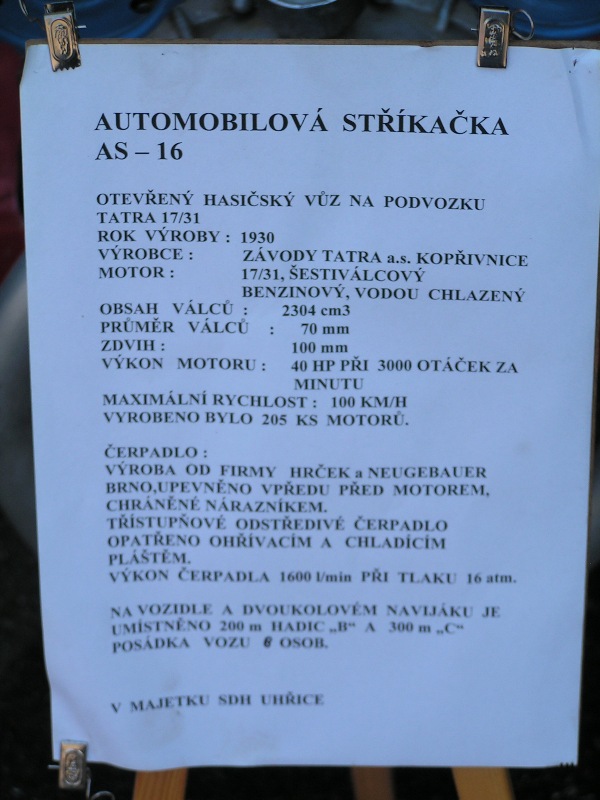 AUTOMOBILOVÁ STŘÍKAČKA
AS – 16
OTEVŘENÝ HASIČSKÝ VŮZ NA PODVOZKU
TATRA 17/31
ROK VÝROBY : 1930
VÝROBCE : ZÁVODY TATRA a.s. KOPŘIVNICE
MOTOR : 17/31, ŠESTIVÁLCOVÝ
BENZINOVÝ, VODOU CHLAZENÝ
OBSAH VÁLCŮ : 2304 cm3
PRŮMĚR VÁLCŮ : 70 mm
ZDVIH : 100 mm
VÝKON MOTORU : 40 HP PŘI 3000 OTÁČEK ZA
MINUTU
MAXIMÁLNÍ RYCHLOST : 100 KM/H
VYROBENO BYLO 205 KS MOTORŮ.
ČERPADLO :
VÝROBA OD FIRMY HRČEK a NEUGEBAUER
BRNO,UPEVNĚNO VPŘEDU PŘED MOTOREM,
CHRÁNĚNÉ NÁRAZNÍKEM.
TŘÍSTUPŇOVÉ ODSTŘEDIVÉ ČERPADLO
OPATŘENO OHŘÍVACÍM A CHLADÍCÍM
PLÁŠTĚM.
VÝKON ČERPADLA 1600 l/min PŘI TLAKU 16 atm.
NA VOZIDLE A DVOUKOLOVÉM NAVIJÁKU JE
UMÍSTNĚNO 200 m HADIC „B“ A 300 m „C“
POSÁDKA VOZU 6 OSOB.
V MAJETKU SDH UHŘICE